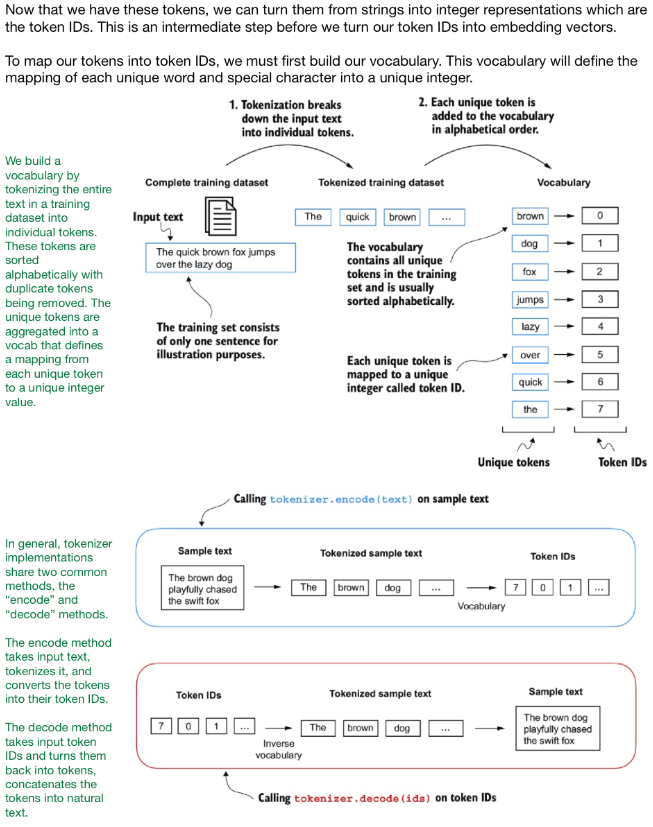 Now that we have these tokens, we can turn them from strings into integer representations which are
the token IDs. This is an intermediate step before we turn our token IDs into embedding vectors.
To map our tokens into token IDs, we must first build our vocabulary. This vocabulary will define the
mapping of each unique word and special character into a unique integer.
We build a
vocabulary by
tokenizing the entire
text in a training
dataset into
individual tokens.
These tokens are
sorted
alphabetically with
duplicate tokens
being removed. The
unique tokens are
aggregated into a
vocab that defines
a mapping from
each unique token
to a unique integer
value.
1. Tokenization breaks
down the input text
into individual tokens.
2. Each unique token is
added to the vocabulary
in alphabetical order.
Complete training dataset
Tokenized training dataset
Vocabulary
Input text
The quick brown fox jumps
over the lazy dog
The training set consists
of only one sentence for
illustration purposes.
The quick brown ...
The vocabulary
contains all unique
tokens in the training
set and is usually
sorted alphabetically.
Each unique token is
mapped to a unique
integer called token ID.
brown 0
dog 1
fox 2
jumps 3
lazy 4
over 5
quick 6
the 7
Unique tokens
Token IDs
In general, tokenizer
implementations
share two common
methods, the
“encode” and
“decode” methods.
The encode method
takes input text,
tokenizes it, and
converts the tokens
into their token IDs.
The decode method
takes input token
IDs and turns them
back into tokens,
concatenates the
tokens into natural
text.
Calling tokenizer.encode(text) on sample text
Sample text
Tokenized sample text
Token IDs
The brown dog
playfully chased
the swift fox
The brown dog ...
Vocabulary
7 0 1 ...
Token IDs
Tokenized sample text
Sample text
7 0 1 ...
Inverse
vocabulary
The brown dog ...
The brown dog
playfully chased
the swift fox
Calling tokenizer.decode(ids) on token IDs